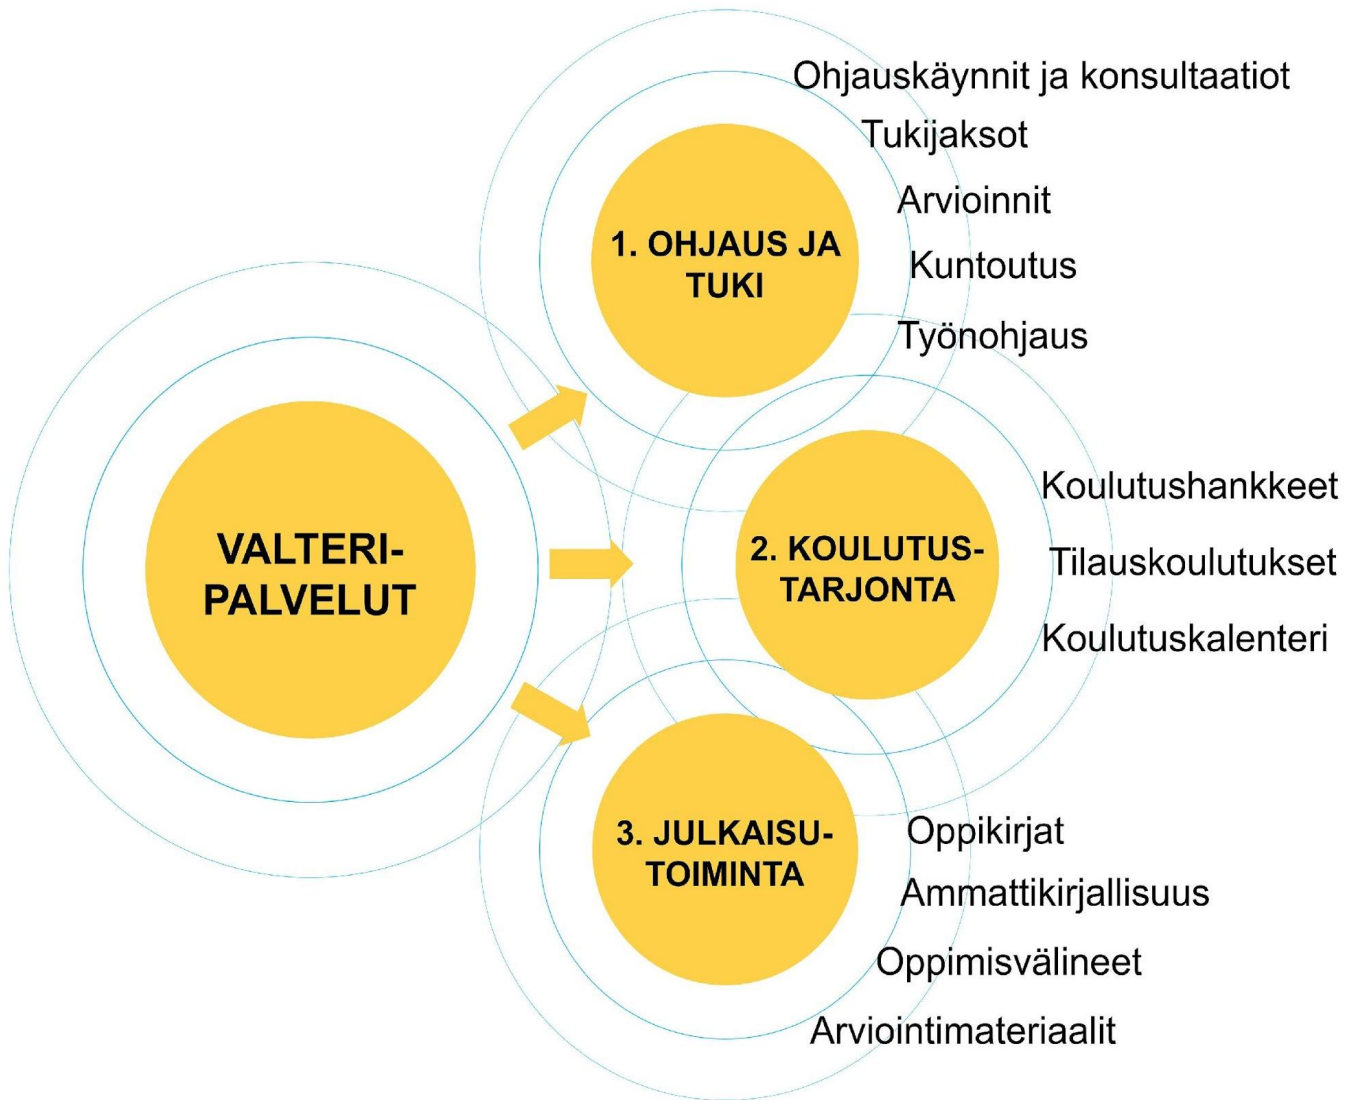 VALTERI-
PALVELUT
1. OHJAUS JA
TUKI
Ohjauskäynnit ja konsultaatiot
Tukijaksot
Arvioinnit
Kuntoutus
Työnohjaus
2. KOULUTUS-
TARJONTA
Koulutushankkeet
Tilauskoulutukset
Koulutuskalenteri
3. JULKAISU-
TOIMINTA
Oppikirjat
Ammattikirjallisuus
Oppimisvälineet
Arviointimateriaalit